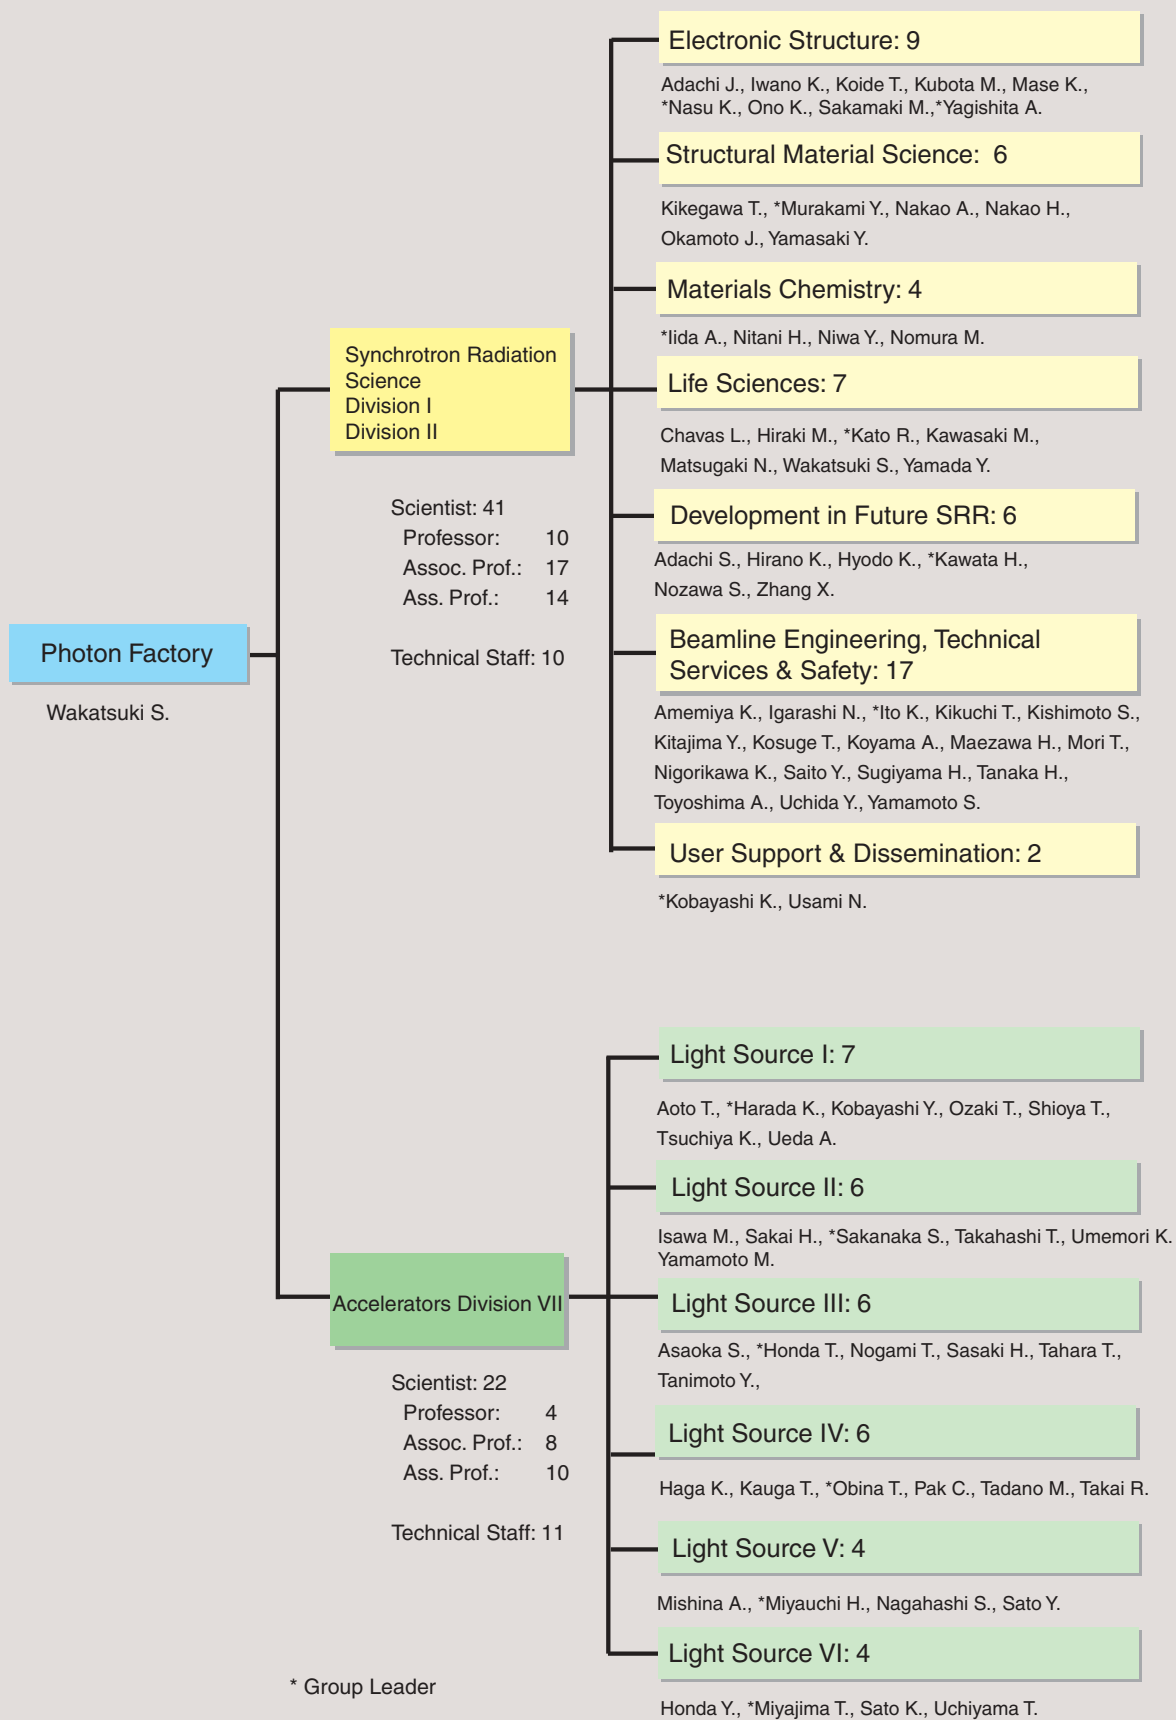 Photon Factory
Wakatsuki S.
Synchrotron Radiation
Science
Division I
Division II
Scientist: 41
Professor: 10
Assoc. Prof.: 17
Ass. Prof.: 14
Technical Staff: 10
Electronic Structure: 9
Adachi J., Iwano K., Koide T., Kubota M., Mase K.,
*Nasu K., Ono K., Sakamaki M.,*Yagishita A.
Structural Material Science: 6
Kikegawa T., *Murakami Y., Nakao A., Nakao H.,
Okamoto J., Yamasaki Y.
Materials Chemistry: 4
*Iida A., Nitani H., Niwa Y., Nomura M.
Life Sciences: 7
Chavas L., Hiraki M., *Kato R., Kawasaki M.,
Matsugaki N., Wakatsuki S., Yamada Y.
Development in Future SRR: 6
Adachi S., Hirano K., Hyodo K., *Kawata H.,
Nozawa S., Zhang X.
Beamline Engineering, Technical
Services & Safety: 17
Amemiya K., Igarashi N., *Ito K., Kikuchi T., Kishimoto S.,
Kitajima Y., Kosuge T., Koyama A., Maezawa H., Mori T.,
Nigorikawa K., Saito Y., Sugiyama H., Tanaka H.,
Toyoshima A., Uchida Y., Yamamoto S.
User Support & Dissemination: 2
*Kobayashi K., Usami N.
Accelerators Division VII
Scientist: 22
Professor: 4
Assoc. Prof.: 8
Ass. Prof.: 10
Technical Staff: 11
Light Source I: 7
Aoto T., *Harada K., Kobayashi Y., Ozaki T., Shioya T.,
Tsuchiya K., Ueda A.
Light Source II: 6
Isawa M., Sakai H., *Sakanaka S., Takahashi T., Umemori K.
Yamamoto M.
Light Source III: 6
Asaoka S., *Honda T., Nogami T., Sasaki H., Tahara T.,
Tanimoto Y.,
Light Source IV: 6
Haga K., Kauga T., *Obina T., Pak C., Tadano M., Takai R.
Light Source V: 4
Mishina A., *Miyauchi H., Nagahashi S., Sato Y.
Light Source VI: 4
Honda Y., *Miyajima T., Sato K., Uchiyama T.
* Group Leader